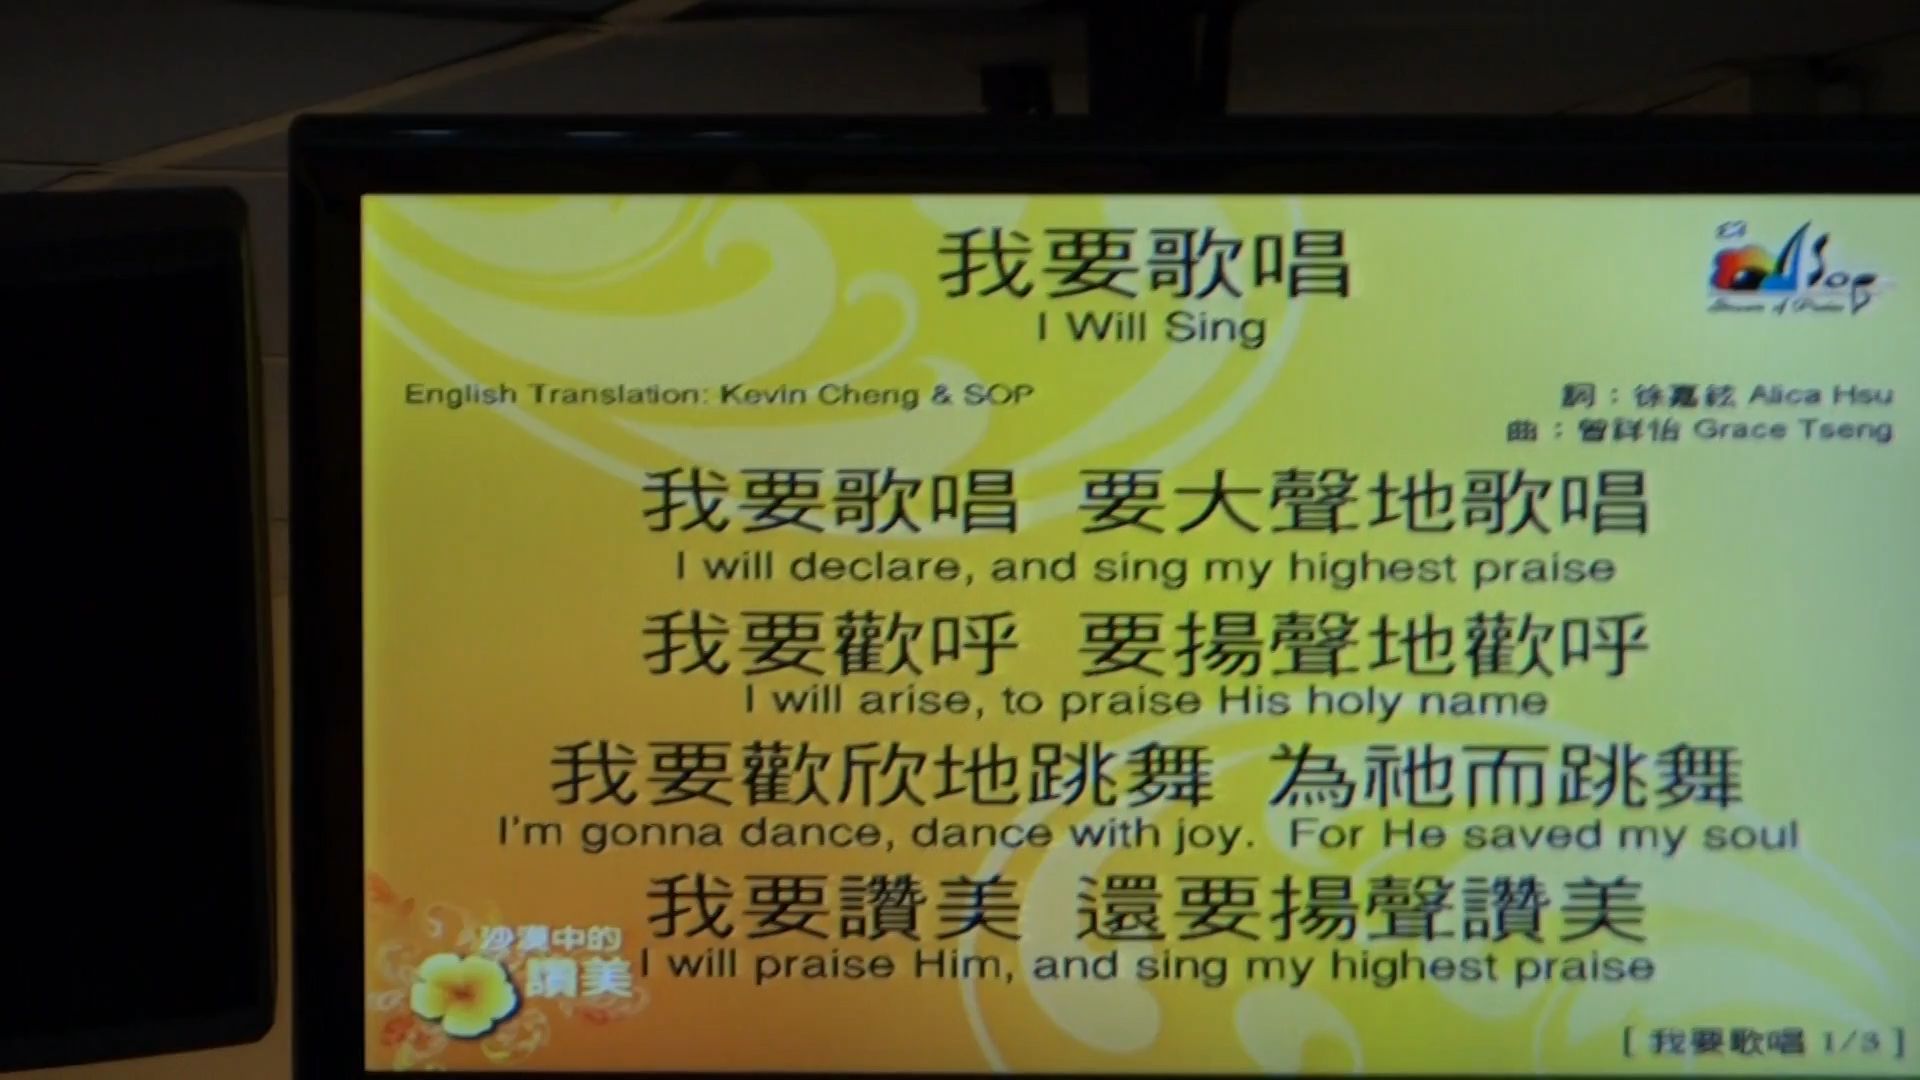 我要歌唱
I Will Sing
Sop
Stream of Praise
English Translation: Kevin Cheng & SOP
詞：徐嘉鉉 Alica Hsu
曲：曾祥怡 Grace Tseng
我要歌唱 要大聲地歌唱
I will declare, and sing my highest praise
我要歡呼 要揚聲地歡呼
I will arise, to praise His holy name
我要歡欣地跳舞 為祂而跳舞
I'm gonna dance, dance with joy. For He saved my soul
我要讚美 還要揚聲讚美
I will praise Him, and sing my highest praise
沙漠中的
讚美
[ 我要歌唱 1/3 ]